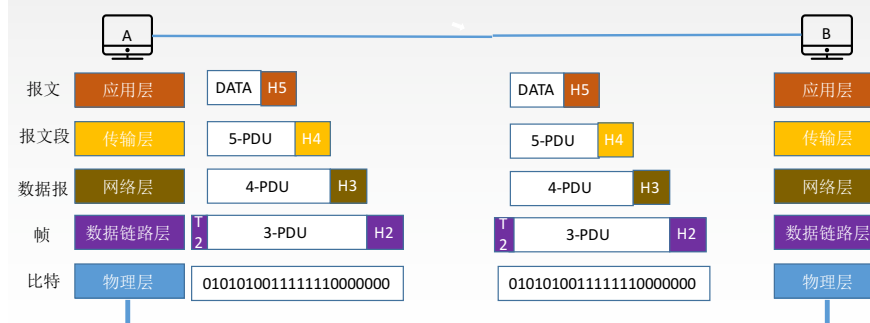 A B
报文 应用层 DATA H5 DATA H5 应用层
报文段 传输层 5-PDU H4 5-PDU H4 传输层
数据报 网络层 4-PDU H3 4-PDU H3 网络层
帧 数据链路层 T2 3-PDU H2 T2 3-PDU H2 数据链路层
比特 物理层 0101010011111110000000 0101010011111110000000 物理层